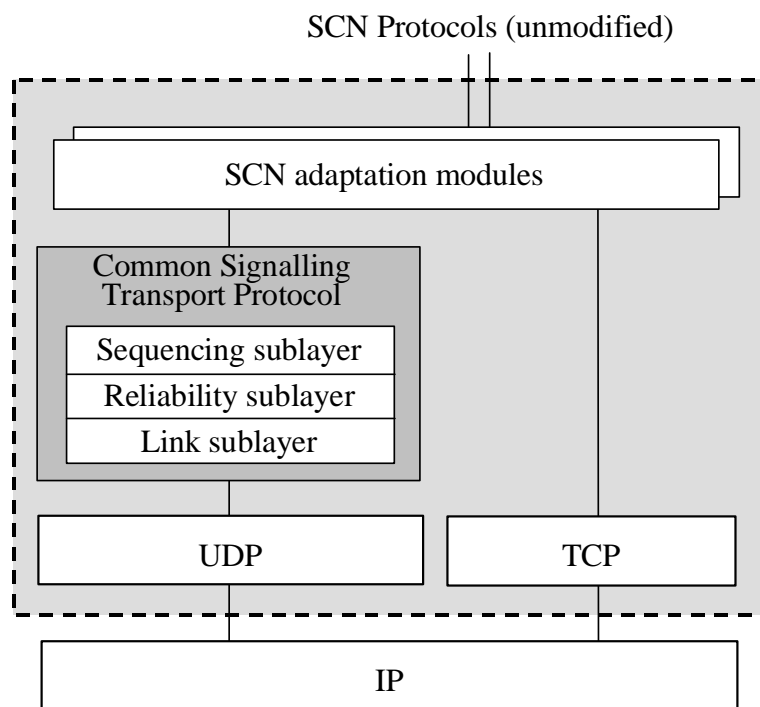 SCN Protocols (unmodified)
SCN adaptation modules
Common Signalling
Transport Protocol
Sequencing sublayer
Reliability sublayer
Link sublayer
UDP
TCP
IP